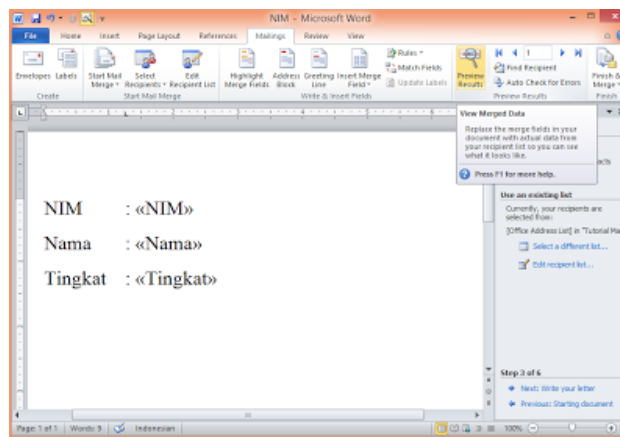 NIM - Microsoft Word
File Home Insert Page Layout References Mailings Review View
Envelopes Labels Start Mail Merge Select Recipients Edit Recipient List Highlight Merge Fields Address Block Greeting Line Insert Merge Field Rules Match Fields Update Labels Preview Results 1 Find Recipient Auto Check for Errors Finish & Merge
Create Start Mail Merge Write & Insert Fields Preview Results Finish
View Merged Data
Replace the merge fields in your
document with actual data from
your recipient list so you can see
what it looks like.
Press F1 for more help.
Use an existing list
Currently, your recipients are
selected from:
[Office Address List] in "Tutorial Ma
Select a different list...
Edit recipient list...
NIM : «NIM»
Nama : «Nama»
Tingkat : «Tingkat»
Step 3 of 6
Next: Write your letter
Previous: Starting document
Page: 1 of 1 Words: 9 Indonesian 100%